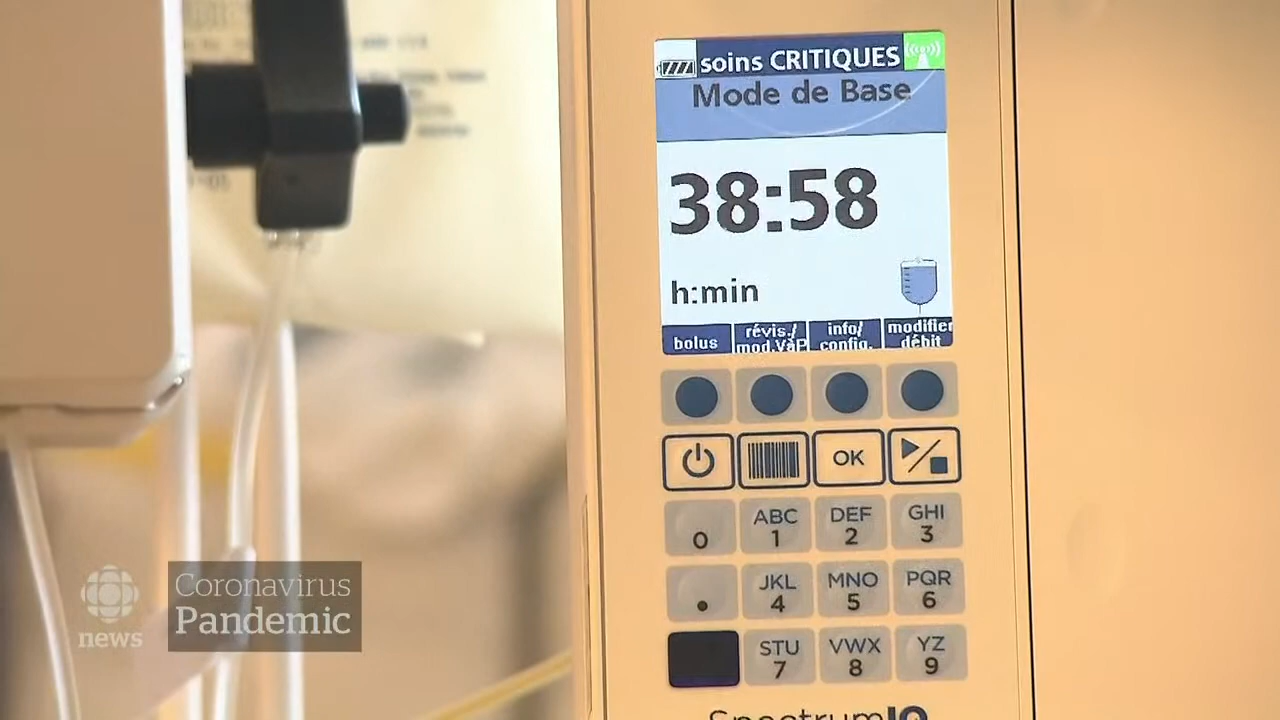 soins CRITIQUES
Mode de Base
38:58
h:min
bolus
révis./
mod.VàP
info/
config.
modifier
débit
OK
0
ABC
1
DEF
2
GHI
3
.
JKL
4
MNO
5
PQR
6
STU
7
VWX
8
YZ
9
SpectrumIQ
Coronavirus
Pandemic
news